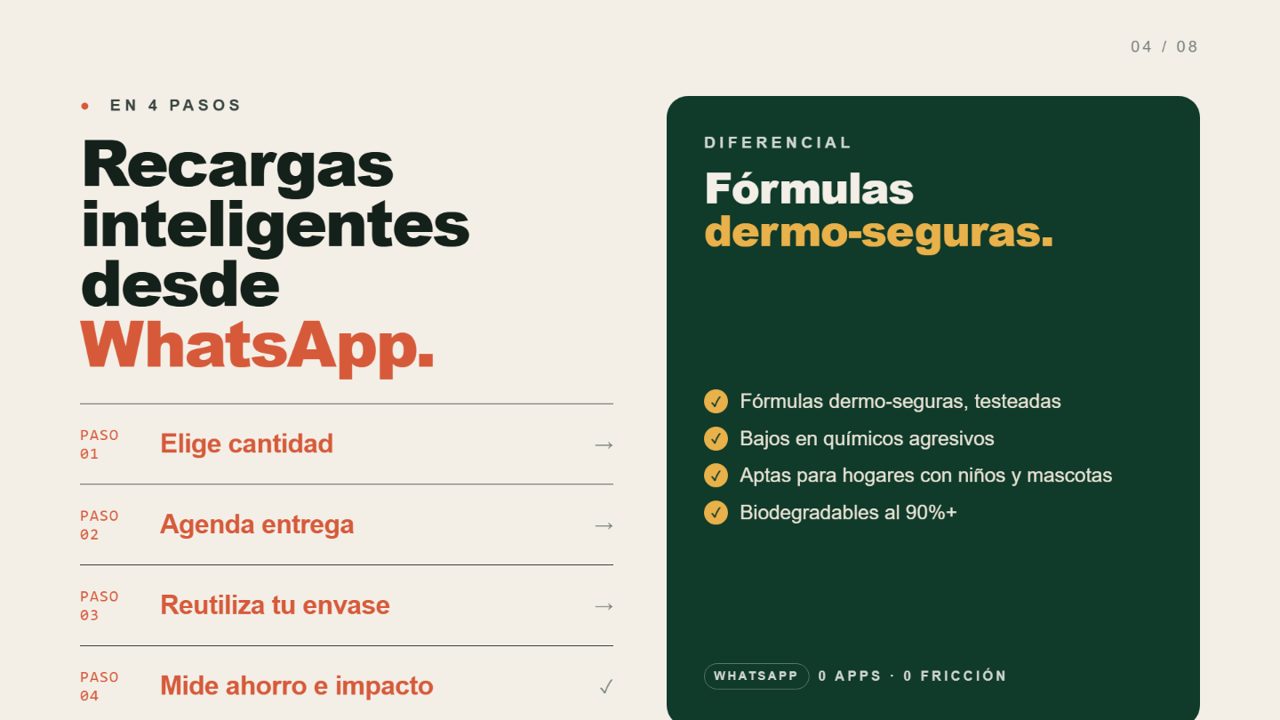 04 / 08
• EN 4 PASOS
Recargas
inteligentes
desde
WhatsApp.
PASO
01
Elige cantidad →
PASO
02
Agenda entrega →
PASO
03
Reutiliza tu envase →
PASO
04
Mide ahorro e impacto ✓
DIFERENCIAL
Fórmulas
dermo-seguras.
✓ Fórmulas dermo-seguras, testeadas
✓ Bajos en químicos agresivos
✓ Aptas para hogares con niños y mascotas
✓ Biodegradables al 90%+
WHATSAPP 0 APPS · 0 FRICCIÓN